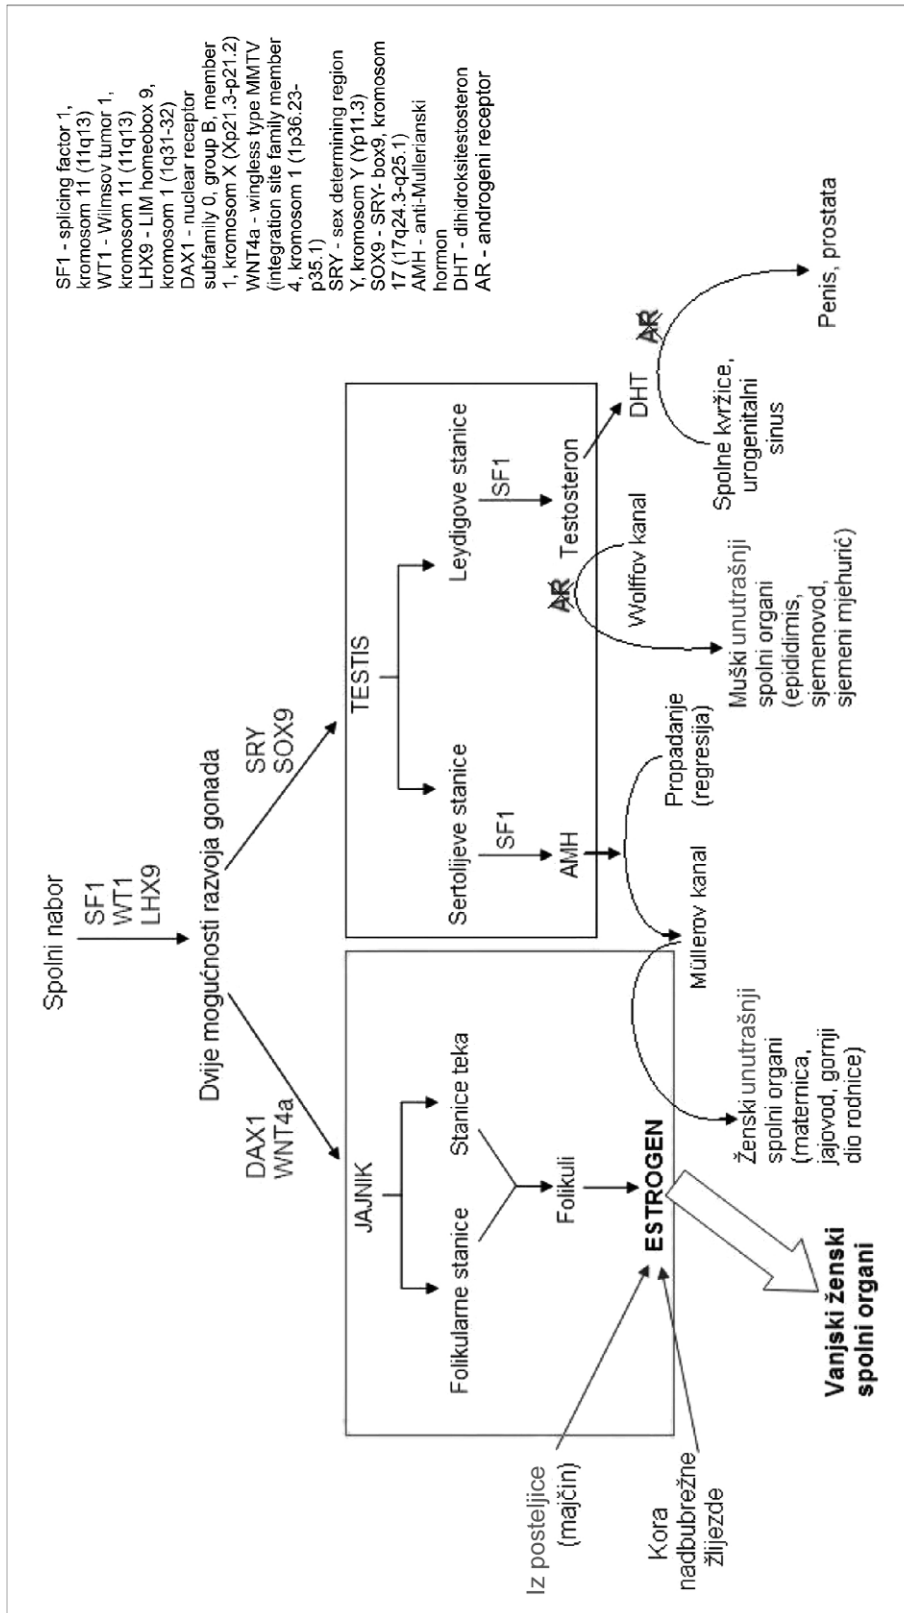 Spolni nabor
SF1
WT1
LHX9
Dvije mogućnosti razvoja gonada
DAX1
WNT4a
SRY
SOX9
JAJNIK
Folikularne stanice
Stanice teka
Folikuli
ESTROGEN
Iz posteljice
(majčin)
Kora
nadbubrežne
žlijezde
Vanjski ženski
spolni organi
TESTIS
Sertolijeve stanice
Leydigove stanice
SF1
SF1
AMH
Testosteron
AR
DHT
AR
Propadanje
(regresija)
Müllerov kanal
Wolffov kanal
Spolne kvržice,
urogenitalni
sinus
Ženski unutrašnji
spolni organi
(maternica,
jajovod, gornji
dio rodnice)
Muški unutrašnji
spolni organi
(epididimis,
sjemenovod,
sjemeni mjehurić)
Penis, prostata
SF1 - splicing factor 1,
kromosom 11 (11q13)
WT1 - Wilmsov tumor 1,
kromosom 11 (11q13)
LHX9 - LIM homeobox 9,
kromosom 1 (1q31-32)
DAX1 - nuclear receptor
subfamily 0, group B, member
1, kromosom X (Xp21.3-p21.2)
WNT4a - wingless type MMTV
(integration site family member
4, kromosom 1 (1p36.23-
p35.1)
SRY - sex determining region
Y, kromosom Y (Yp11.3)
SOX9 - SRY- box9, kromosom
17 (17q24.3-q25.1)
AMH - anti-Mullerianski
hormon
DHT - dihidroksitestosteron
AR - androgeni receptor